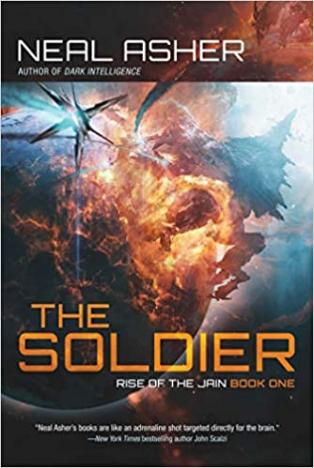 NEAL ASHER
AUTHOR OF DARK INTELLIGENCE
THE
SOLDIER
RISE OF THE JAIN BOOK ONE
"Neal Asher's books are like an adrenaline shot targeted directly for the brain."
—New York Times bestselling author John Scalzi